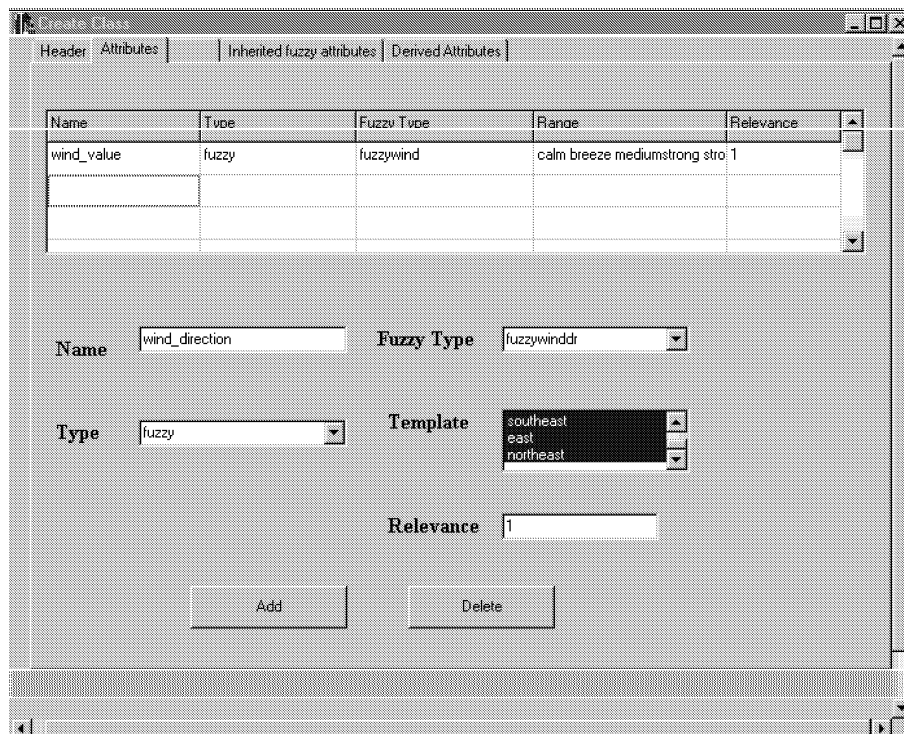 Create Class
Header Attributes Inherited fuzzy attributes Derived Attributes
Name Type Fuzzy Type Range Relevance
wind_value fuzzy fuzzywind calm breeze mediumstrong stro 1
Name wind_direction Fuzzy Type fuzzywinddr
Type fuzzy Template southeast
east
northeast
Relevance 1
Add Delete